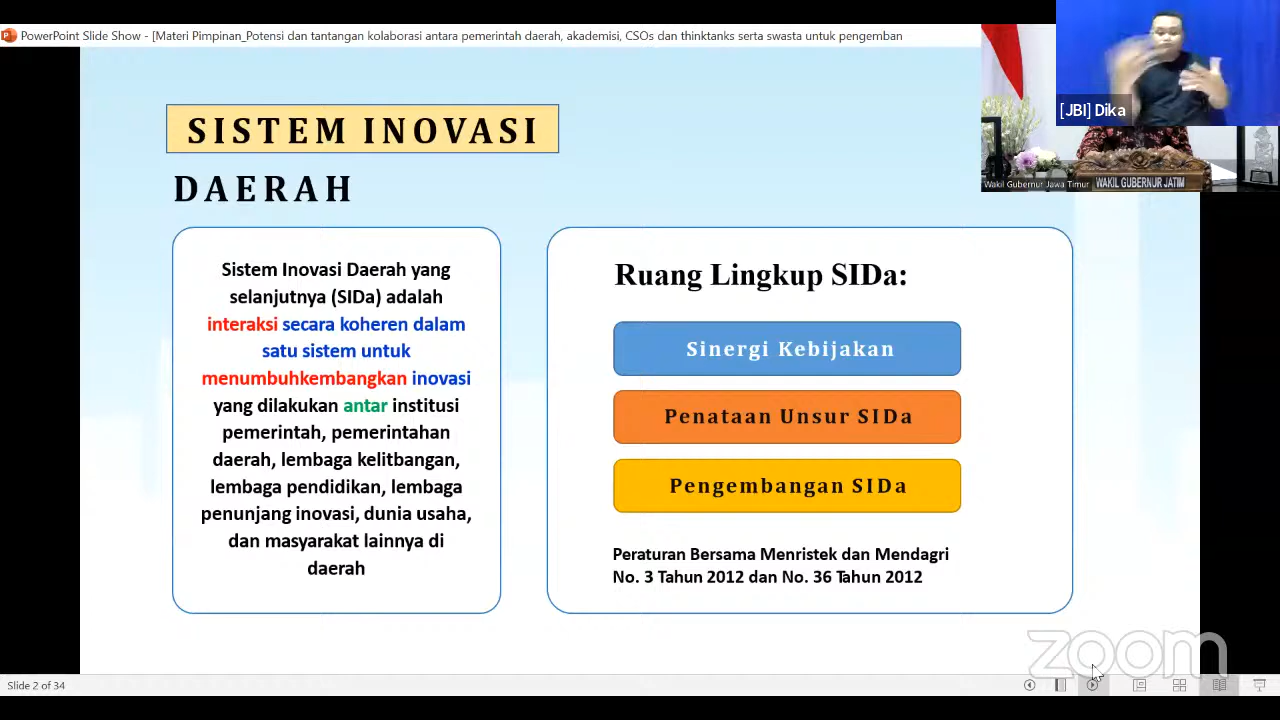 PowerPoint Slide Show - [Materi Pimpinan_Potensi dan tantangan kolaborasi antara pemerintah daerah, akademisi, CSOs dan thinktanks serta swasta untuk pengemban
[JBI] Dika
Wakil Gubernur Jawa Timur
WAKIL GUBERNUR JATIM
SISTEM INOVASI
DAERAH
Sistem Inovasi Daerah yang
selanjutnya (SIDa) adalah
interaksi secara koheren dalam
satu sistem untuk
menumbuhkembangkan inovasi
yang dilakukan antar institusi
pemerintah, pemerintahan
daerah, lembaga kelitbangan,
lembaga pendidikan, lembaga
penunjang inovasi, dunia usaha,
dan masyarakat lainnya di
daerah
Ruang Lingkup SIDa:
Sinergi Kebijakan
Penataan Unsur SIDa
Pengembangan SIDa
Peraturan Bersama Menristek dan Mendagri
No. 3 Tahun 2012 dan No. 36 Tahun 2012
zoom
Slide 2 of 34